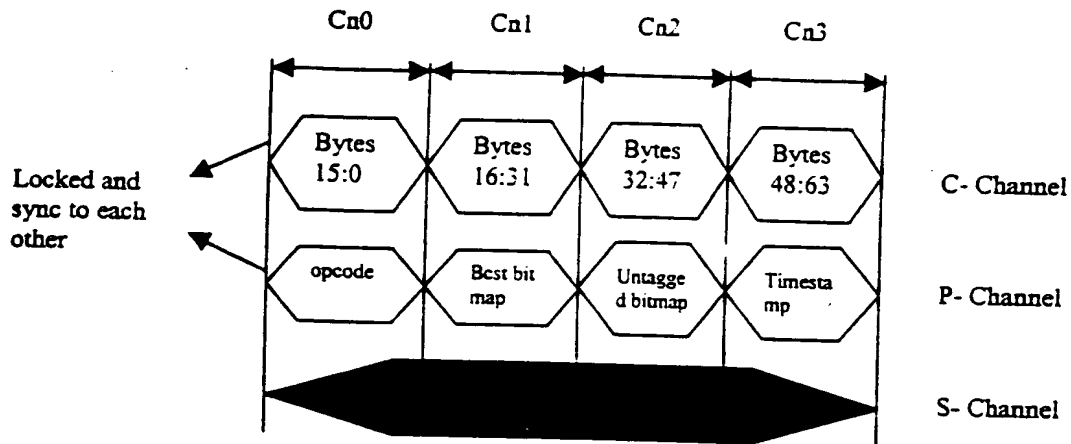 Cn0 Cn1 Cn2 Cn3
Bytes
15:0
Bytes
16:31
Bytes
32:47
Bytes
48:63
C- Channel
Locked and
sync to each
other
opcode
Best bit
map
Untagge
d bitmap
Timesta
mp
P- Channel
S- Channel